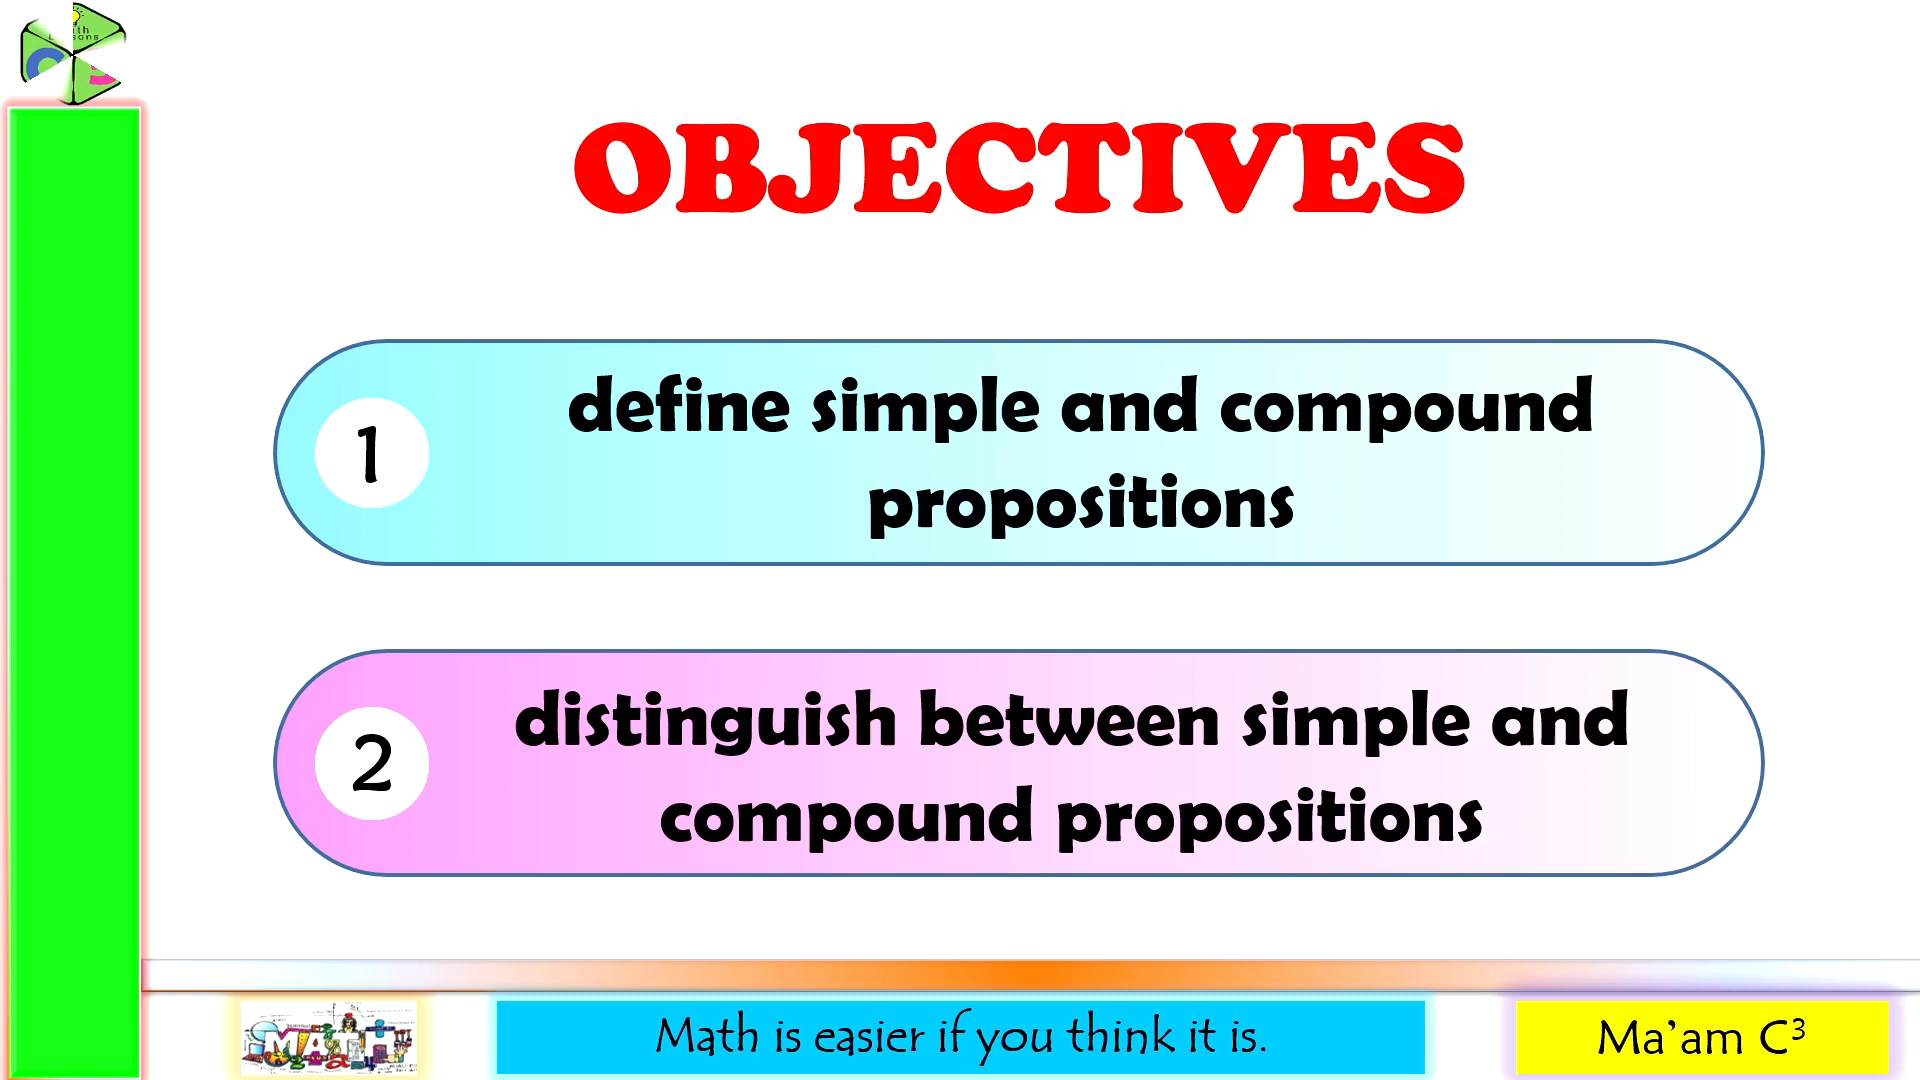 OBJECTIVES
1
define simple and compound
propositions
2
distinguish between simple and
compound propositions
MATH
Math is easier if you think it is.
Ma’am C³